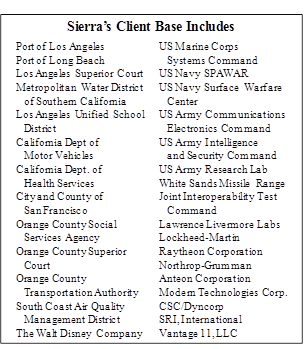 Sierra's Client Base Includes
Port of Los Angeles
Port of Long Beach
Los Angeles Superior Court
Metropolitan Water District
of Southern California
Los Angeles Unified School
District
California Dept of
Motor Vehicles
California Dept. of
Health Services
City and County of
San Francisco
Orange County Social
Services Agency
Orange County Superior
Court
Orange County
Transportation Authority
South Coast Air Quality
Management District
The Walt Disney Company
US Marine Corps
Systems Command
US Navy SPAWAR
US Navy Surface Warfare
Center
US Army Communications
Electronics Command
US Army Intelligence
and Security Command
US Army Research Lab
White Sands Missile Range
Joint Interoperability Test
Command
Lawrence Livermore Labs
Lockheed-Martin
Raytheon Corporation
Northrop-Grumman
Anteon Corporation
Modern Technologies Corp.
CSC/Dyncorp
SRI, International
Vantage 11, LLC